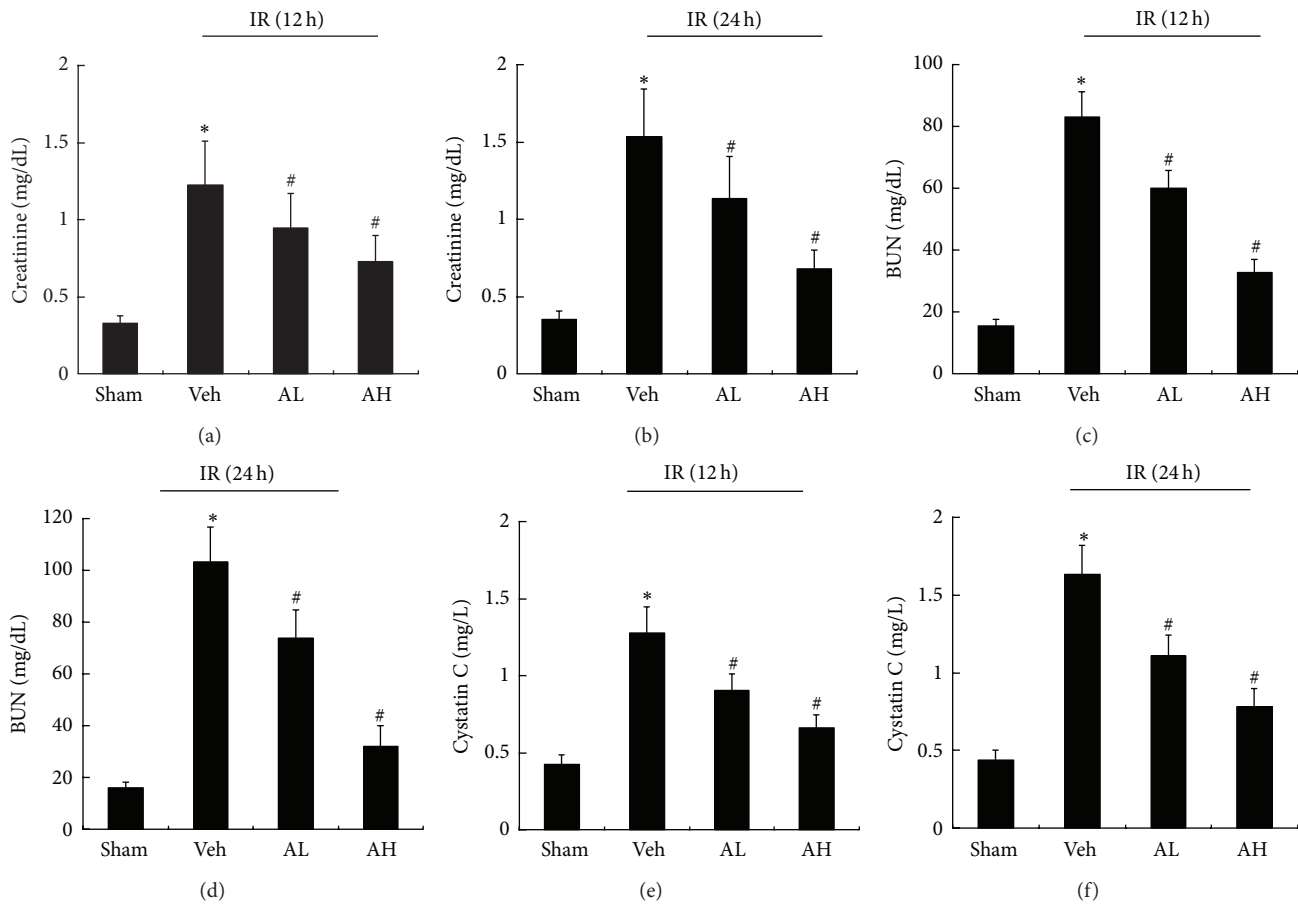 IR (12 h)
2
1.5
1
0.5
0
Creatinine (mg/dL)
*
#
#
Sham Veh AL AH
(a)
IR (24 h)
2
1.5
1
0.5
0
Creatinine (mg/dL)
*
#
#
Sham Veh AL AH
(b)
IR (12 h)
100
80
60
40
20
0
BUN (mg/dL)
*
#
#
Sham Veh AL AH
(c)
IR (24 h)
120
100
80
60
40
20
0
BUN (mg/dL)
*
#
#
Sham Veh AL AH
(d)
IR (12 h)
2
1.5
1
0.5
0
Cystatin C (mg/L)
*
#
#
Sham Veh AL AH
(e)
IR (24 h)
2
1.5
1
0.5
0
Cystatin C (mg/L)
*
#
#
Sham Veh AL AH
(f)